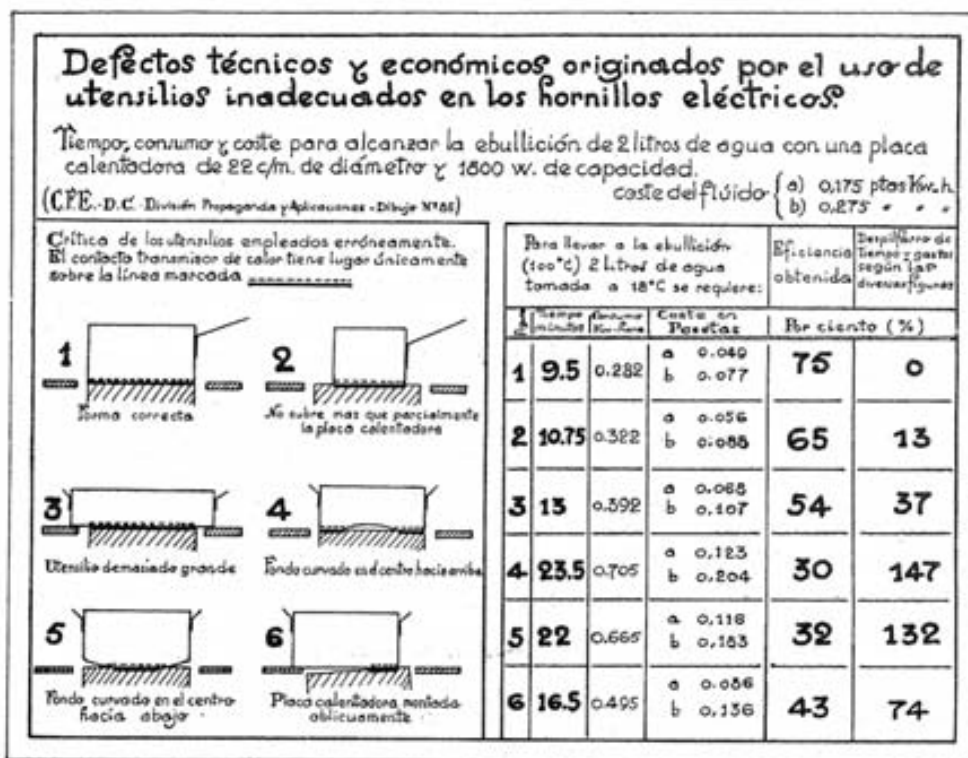 Defectos técnicos y económicos originados por el uso de
utensilios inadecuados en los hornillos eléctricos.
Tiempo, consumo y coste para alcanzar la ebullición de 2 litros de agua con una placa
calentadora de 22 c/m. de diámetro y 1800 w. de capacidad.
coste del flúido { a) 0,175 ptas Kw. h.
b) 0,275 " " "
(C.P.E. - D.C. - División Propaganda y Aplicaciones - Dibujo Nº 85)
Crítica de los utensilios empleados erróneamente.
El contacto transmisor de calor tiene lugar únicamente
sobre la línea marcada
1
Forma correcta
2
No cubre mas que parcialmente
la placa calentadora
3
Utensilio demasiado grande
4
Fondo curvado en el centro hacia arriba
5
Fondo curvado en el centro
hacia abajo
6
Placa calentadora montada
oblicuamente
Para llevar a la ebullición
(100°C) 2 litros de agua
tomada a 18°C se requiere:
Eficiencia
obtenida
Despilfarro de
tiempo y gastos
según las
diversas figuras
Tiempo
minutos
Consumo
Kw-hora
Coste en
Pesetas
Por ciento (%)
1 9.5 0.282 a 0.049 75 0
b 0.077
2 10.75 0.322 a 0.056 65 13
b 0.088
3 13 0.392 a 0.068 54 37
b 0,107
4 23.5 0.705 a 0,123 30 147
b 0.204
5 22 0.665 a 0,116 32 132
b 0,183
6 16.5 0.495 a 0.086 43 74
b 0,136